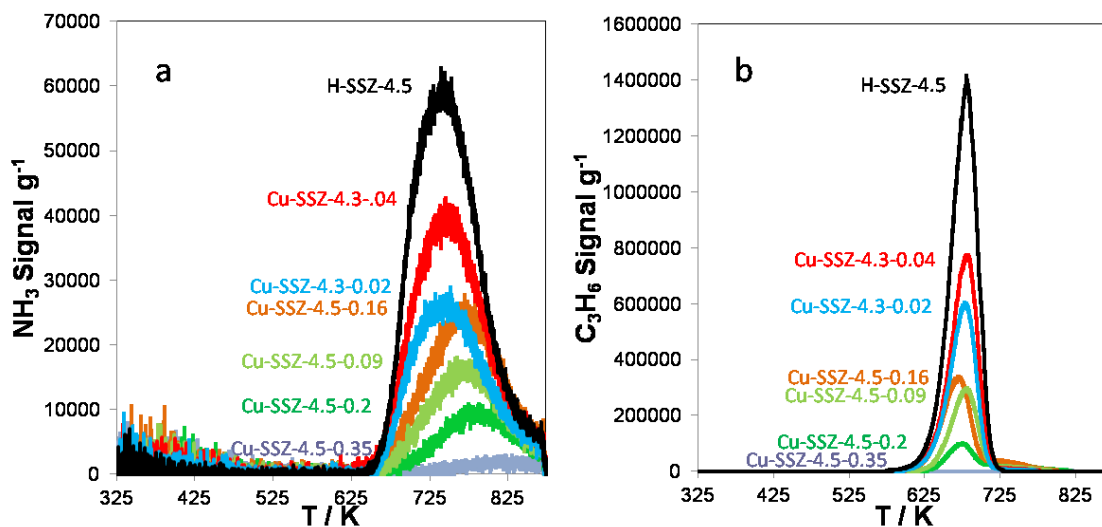 70000
60000
50000
40000
30000
20000
10000
0
NH3 Signal g-1
a
H-SSZ-4.5
Cu-SSZ-4.3-.04
Cu-SSZ-4.3-0.02
Cu-SSZ-4.5-0.16
Cu-SSZ-4.5-0.09
Cu-SSZ-4.5-0.2
Cu-SSZ-4.5-0.35
325 425 525 625 725 825
T / K
1600000
1400000
1200000
1000000
800000
600000
400000
200000
0
C3H6 Signal g-1
b
H-SSZ-4.5
Cu-SSZ-4.3-0.04
Cu-SSZ-4.3-0.02
Cu-SSZ-4.5-0.16
Cu-SSZ-4.5-0.09
Cu-SSZ-4.5-0.2
Cu-SSZ-4.5-0.35
325 425 525 625 725 825
T / K